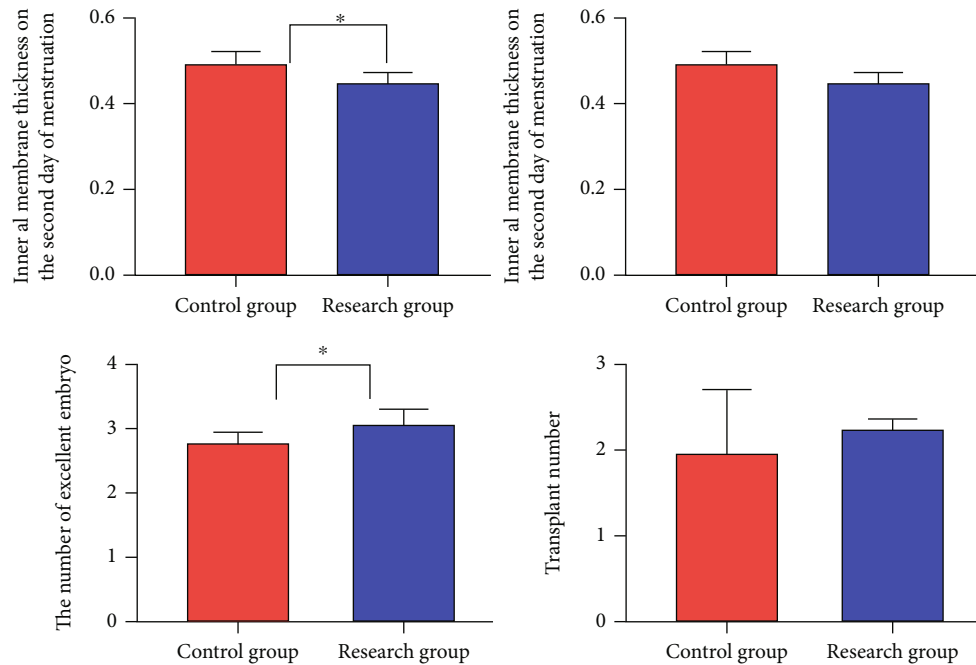 Inner al membrane thickness on
the second day of menstruation
0.6
0.4
0.2
0.0
*
Control group
Research group
Inner al membrane thickness on
the second day of menstruation
0.6
0.4
0.2
0.0
Control group
Research group
The number of excellent embryo
4
3
2
1
0
*
Control group
Research group
Transplant number
3
2
1
0
Control group
Research group